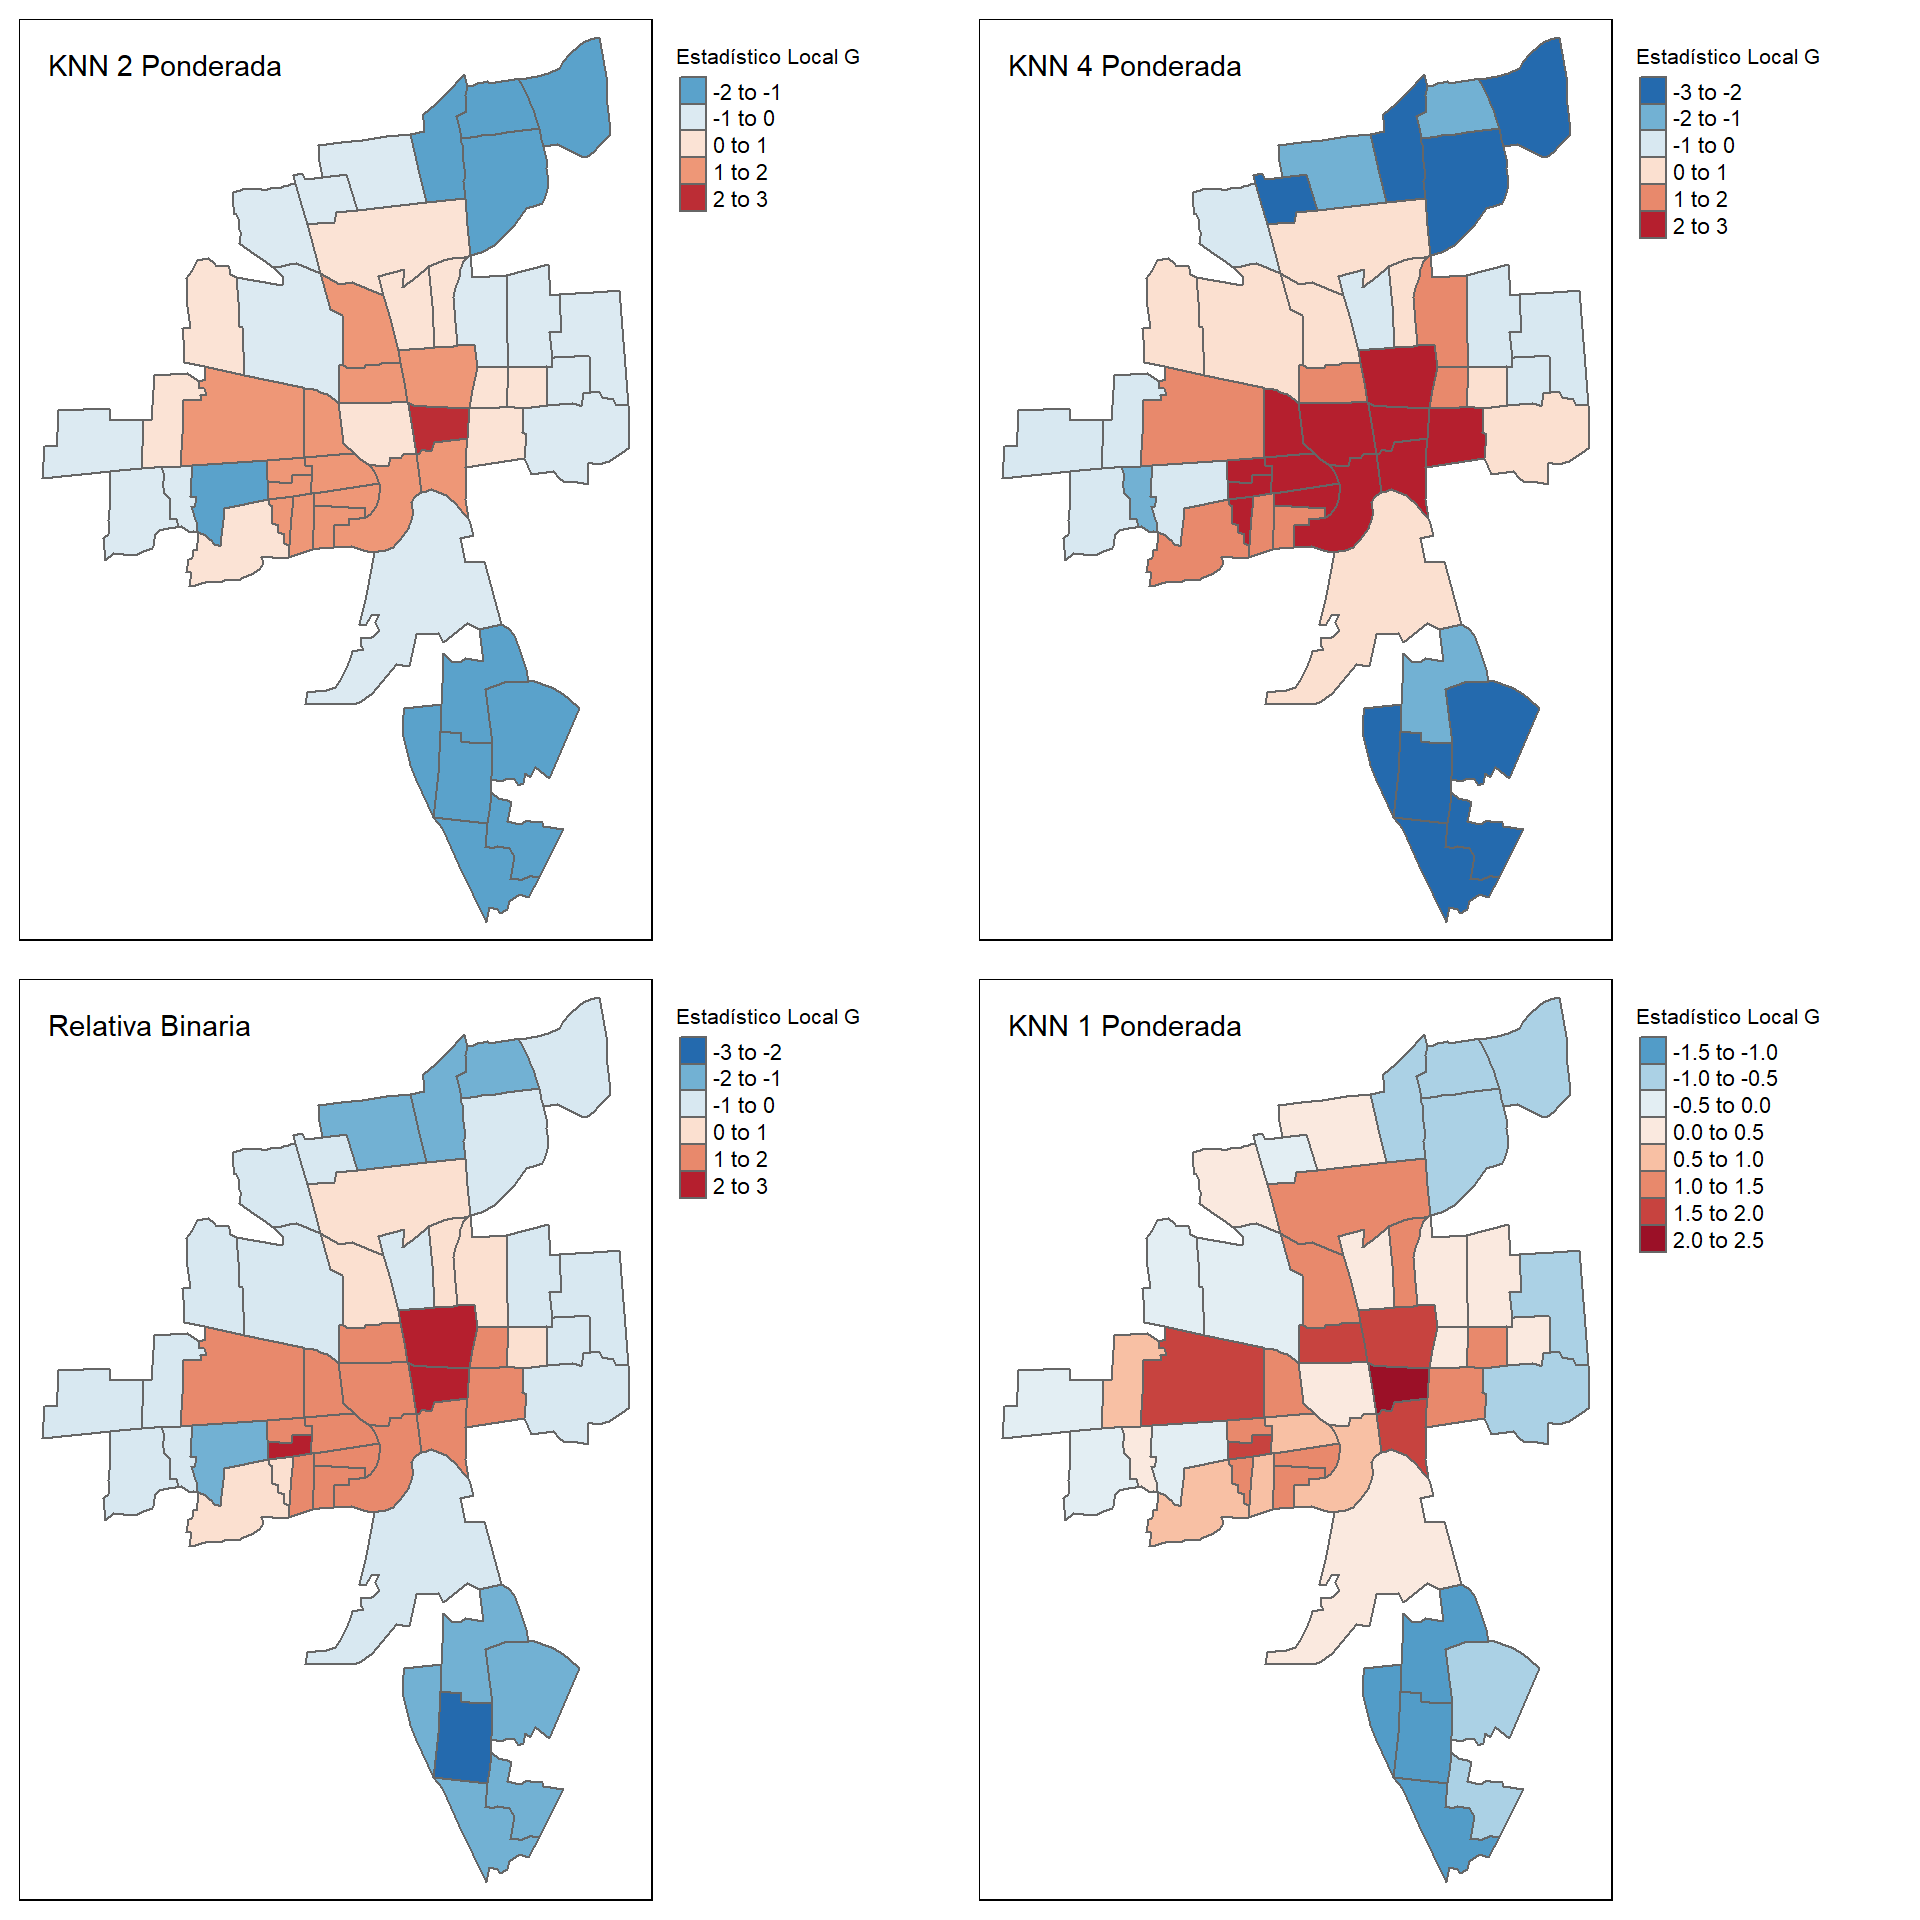 KNN 2 Ponderada
Estadístico Local G
-2 to -1
-1 to 0
0 to 1
1 to 2
2 to 3
KNN 4 Ponderada
Estadístico Local G
-3 to -2
-2 to -1
-1 to 0
0 to 1
1 to 2
2 to 3
Relativa Binaria
Estadístico Local G
-3 to -2
-2 to -1
-1 to 0
0 to 1
1 to 2
2 to 3
KNN 1 Ponderada
Estadístico Local G
-1.5 to -1.0
-1.0 to -0.5
-0.5 to 0.0
0.0 to 0.5
0.5 to 1.0
1.0 to 1.5
1.5 to 2.0
2.0 to 2.5